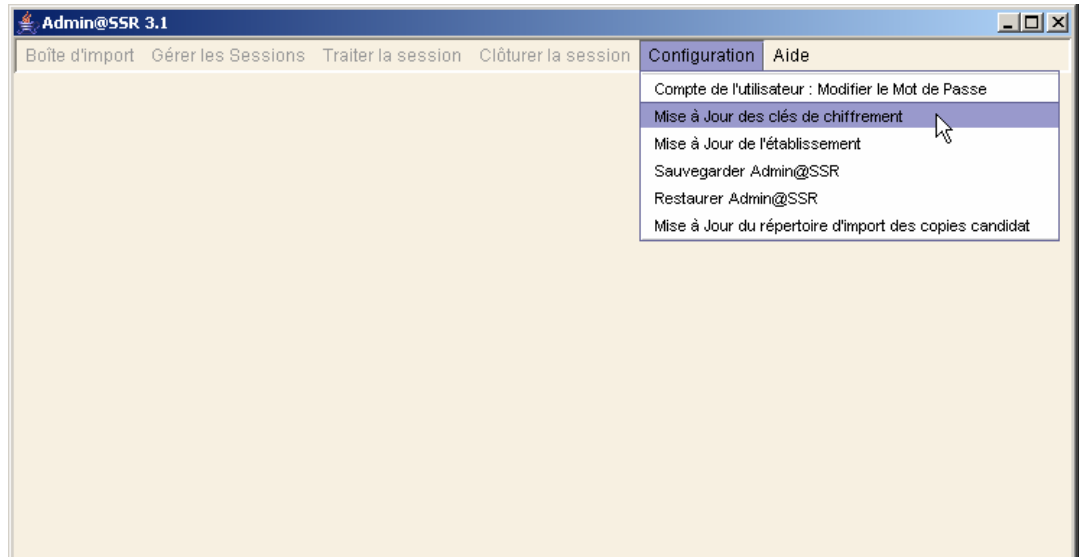 Admin@SSR 3.1
Boîte d'import Gérer les Sessions Traiter la session Clôturer la session Configuration Aide
Compte de l'utilisateur : Modifier le Mot de Passe
Mise à Jour des clés de chiffrement
Mise à Jour de l'établissement
Sauvegarder Admin@SSR
Restaurer Admin@SSR
Mise à Jour du répertoire d'import des copies candidat